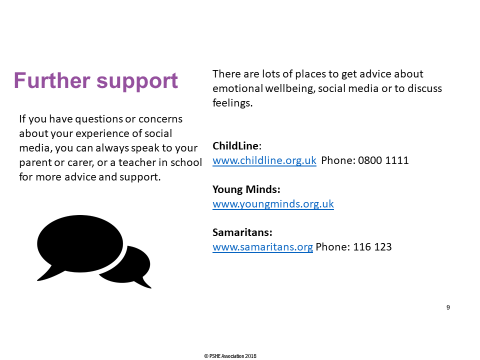 Further support
If you have questions or concerns
about your experience of social
media, you can always speak to your
parent or carer, or a teacher in school
for more advice and support.
There are lots of places to get advice about
emotional wellbeing, social media or to discuss
feelings.
ChildLine:
www.childline.org.uk Phone: 0800 1111
Young Minds:
www.youngminds.org.uk
Samaritans:
www.samaritans.org Phone: 116 123
9
© PSHE Association 2018